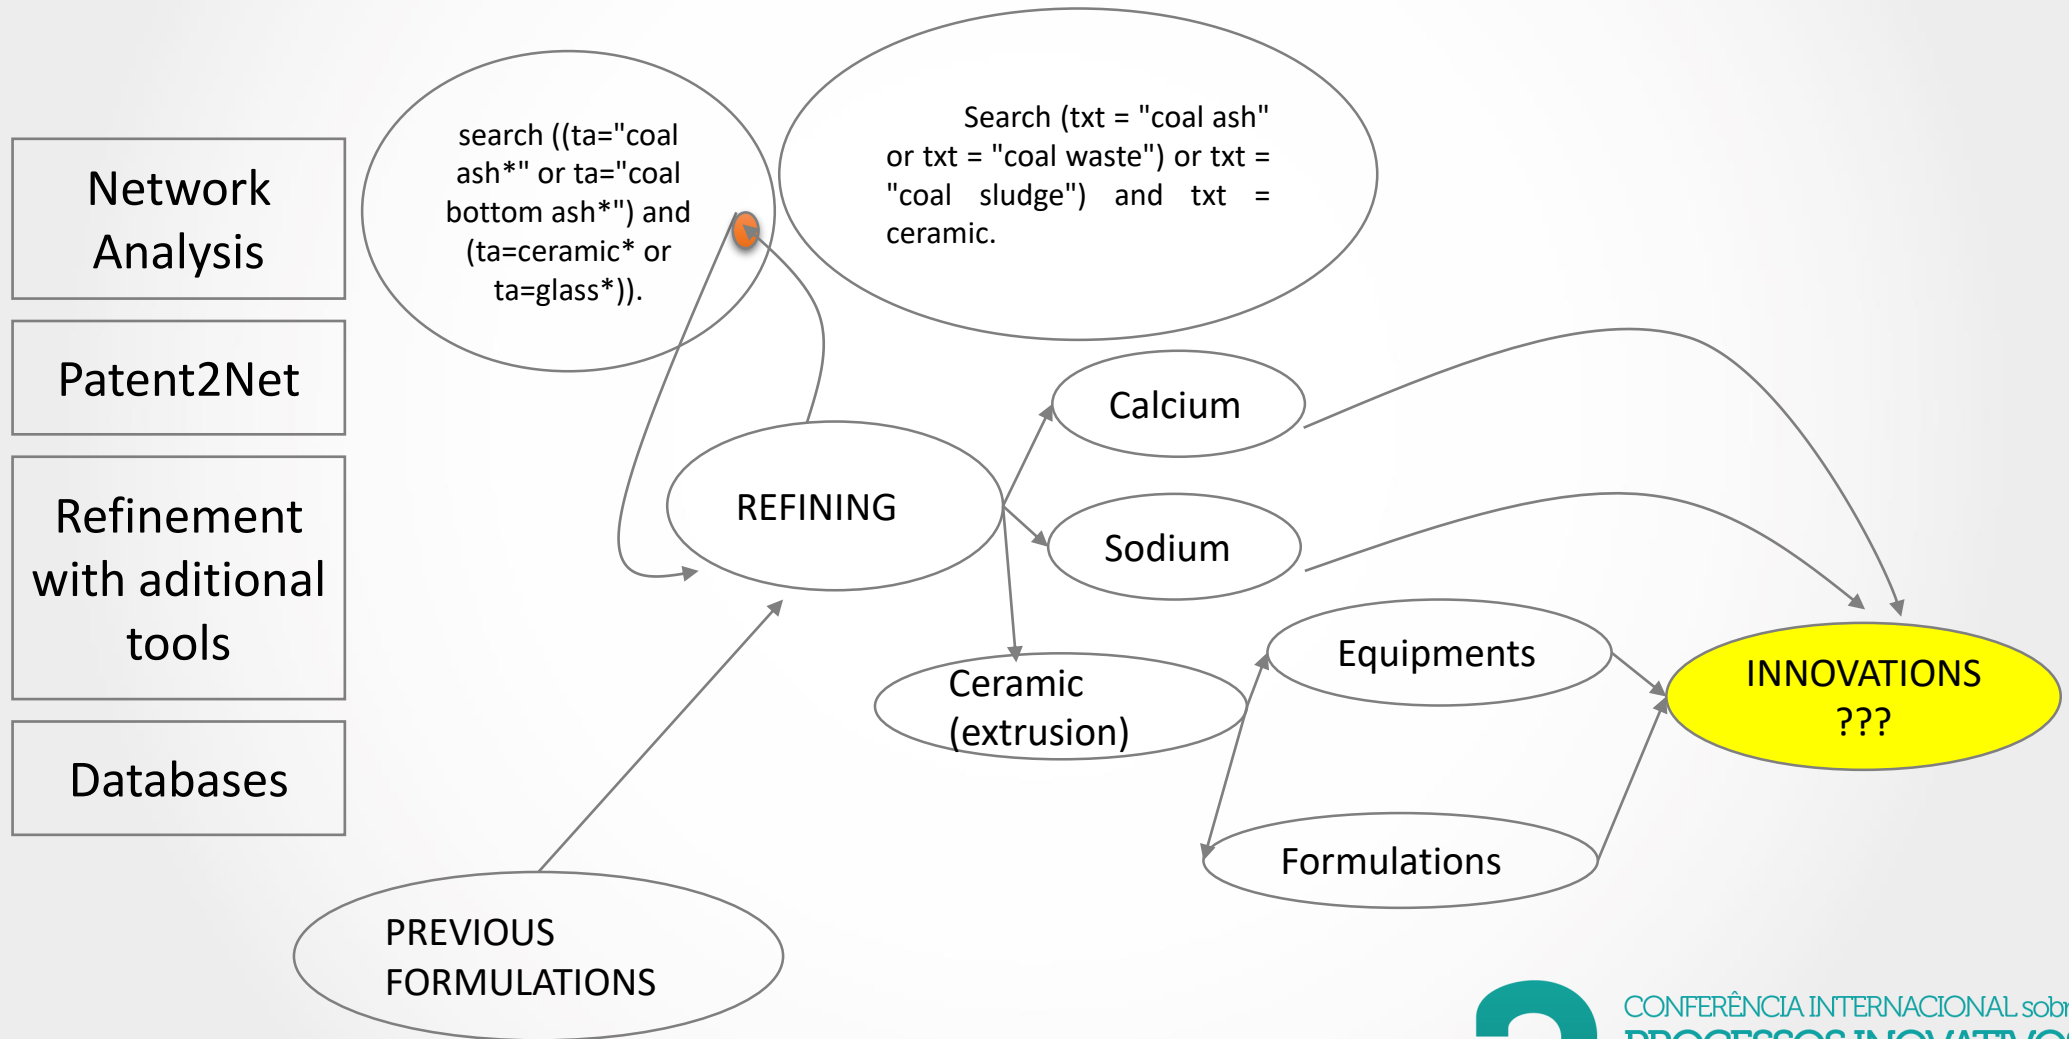 Network
Analysis
Patent2Net
Refinement
with aditional
tools
Databases
search ((ta="coal
ash*" or ta="coal
bottom ash*") and
(ta=ceramic* or
ta=glass*)).
Search (txt = "coal ash"
or txt = "coal waste") or txt =
"coal sludge") and txt =
ceramic.
REFINING
Calcium
Sodium
Ceramic
(extrusion)
Equipments
Formulations
INNOVATIONS
???
PREVIOUS
FORMULATIONS
CONFERÊNCIA INTERNACIONAL
PROCESSOS INOVATIVOS